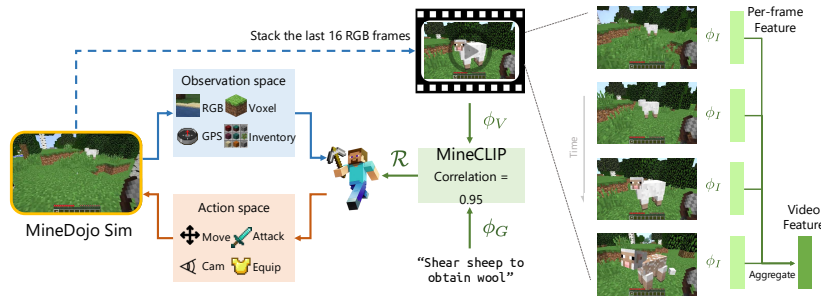 Stack the last 16 RGB frames
Observation space
RGB
Voxel
GPS
Inventory
MineDojo Sim
Action space
Move
Attack
Cam
Equip
R
ϕV
MineCLIP
Correlation =
0.95
ϕG
“Shear sheep to
obtain wool”
Time
Per-frame
Feature
ϕI
ϕI
ϕI
ϕI
Video
Feature
Aggregate